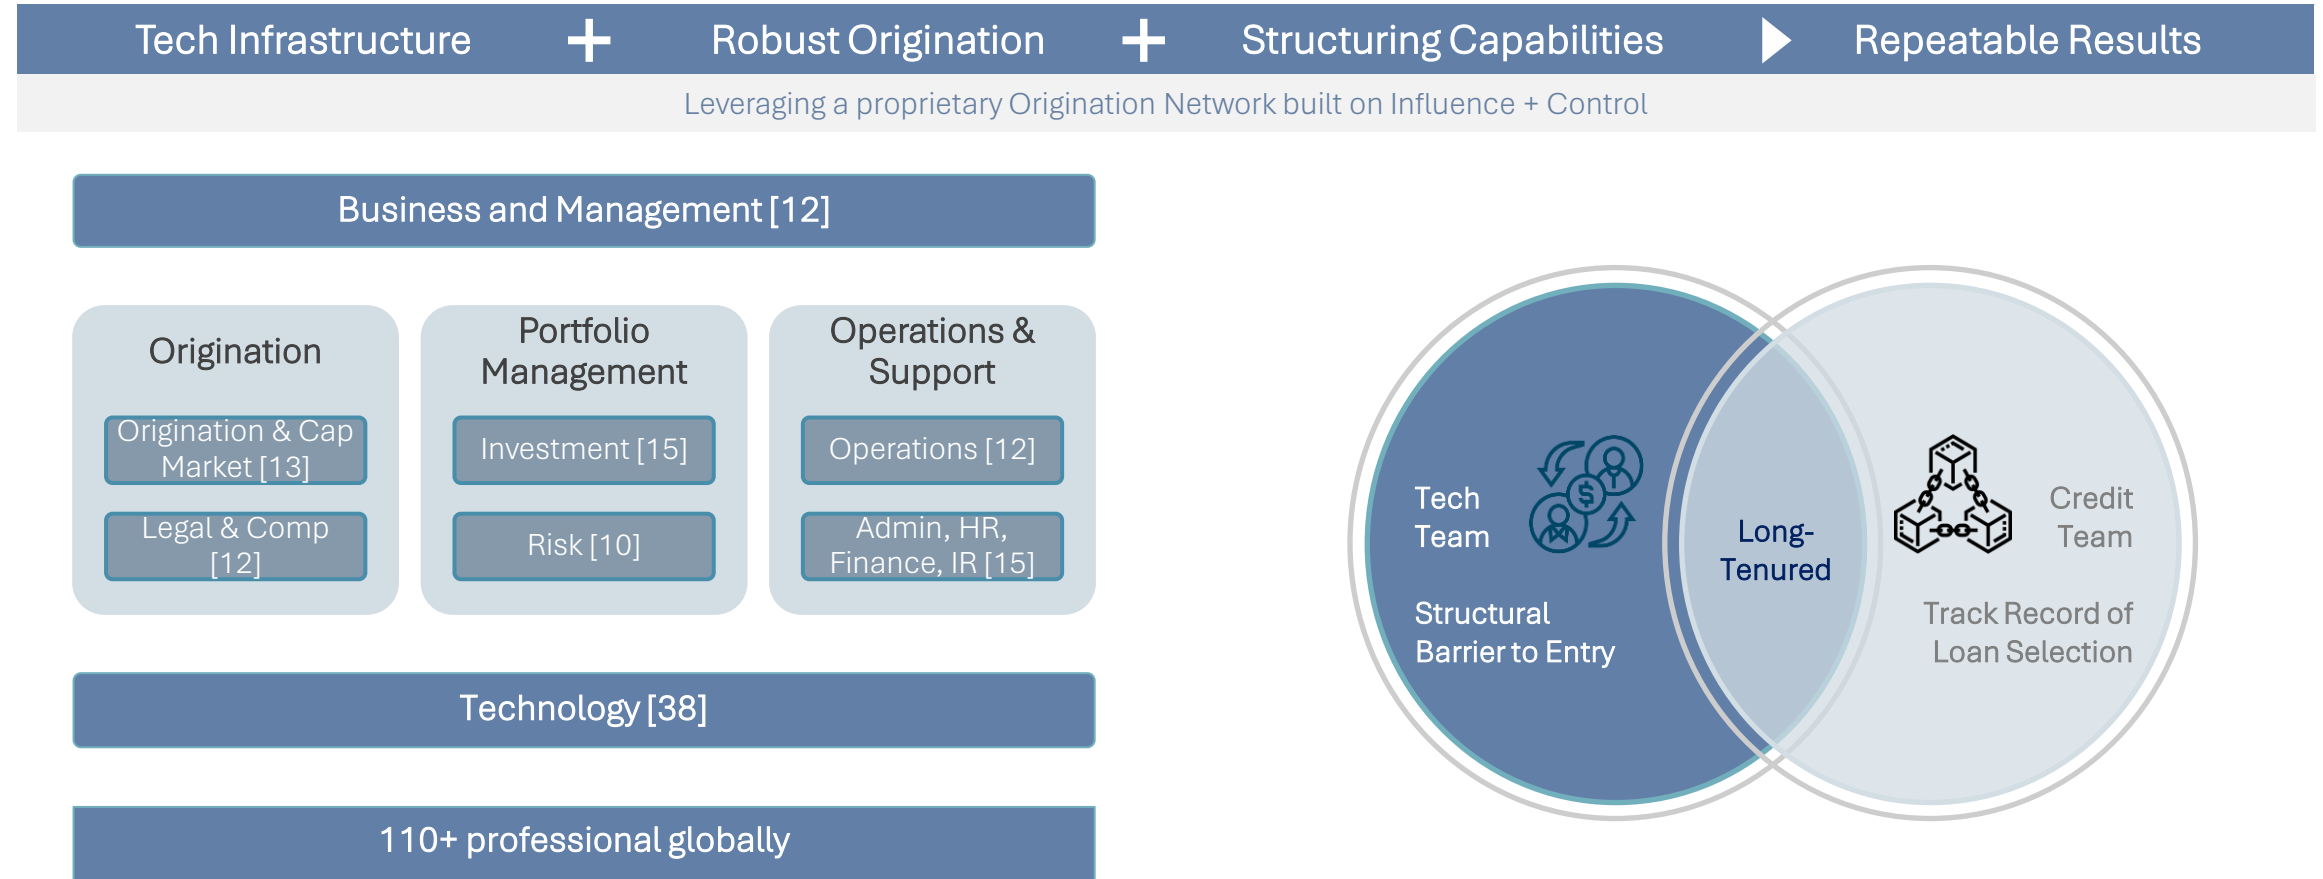 Tech Infrastructure + Robust Origination + Structuring Capabilities Repeatable Results
Leveraging a proprietary Origination Network built on Influence + Control
Business and Management [12]
Origination
Origination & Cap
Market [13]
Legal & Comp
[12]
Portfolio
Management
Investment [15]
Risk [10]
Operations &
Support
Operations [12]
Admin, HR,
Finance, IR [15]
Technology [38]
110+ professional globally
Tech
Team
Structural
Barrier to Entry
$
Long-
Tenured
Credit
Team
Track Record of
Loan Selection